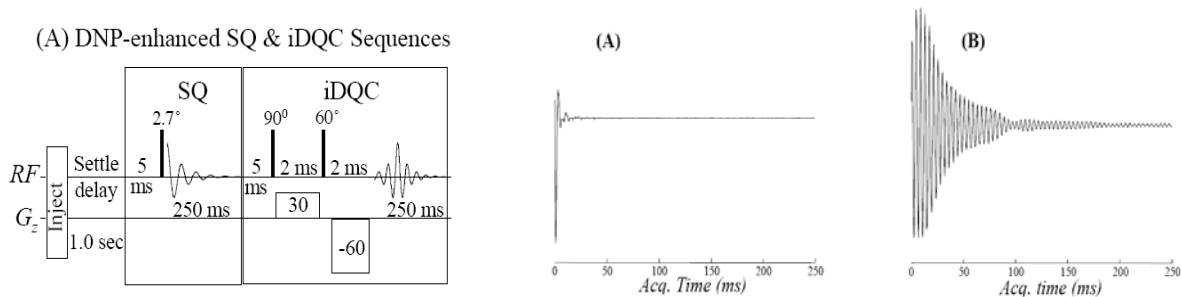 (A) DNP-enhanced SQ & iDQC Sequences
SQ
iDQC
2.7°
90⁰
60°
RF
Inject
Settle
delay
5
ms
5
ms
2 ms
2 ms
250 ms
30
250 ms
G_z
1.0 sec
-60
(A)
0 50 100 150 200 250
Acq. Time (ms)
(B)
0 50 100 150 200 250
Acq. time (ms)